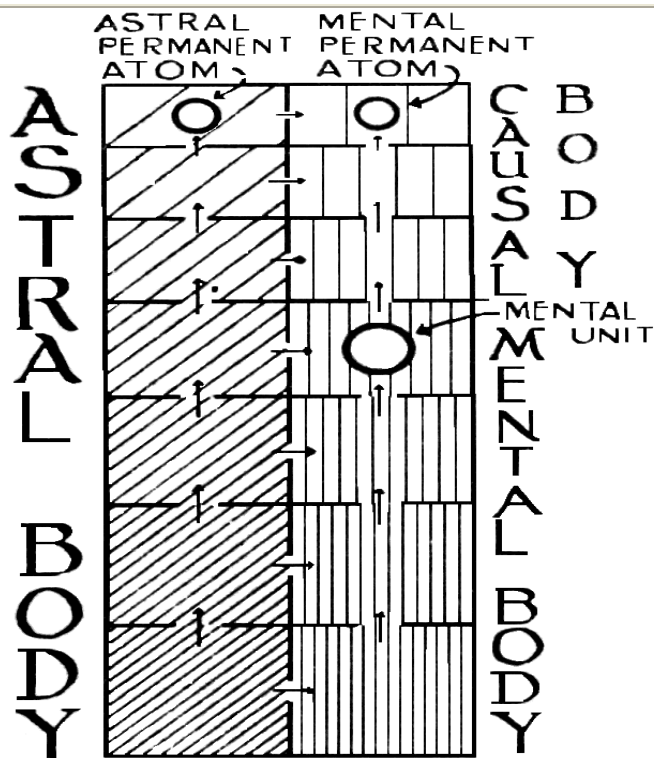 ASTRAL
PERMANENT
ATOM
MENTAL
PERMANENT
ATOM
ASTRAL BODY
CAUSAL
BODY
MENTAL
UNIT
MENTAL BODY